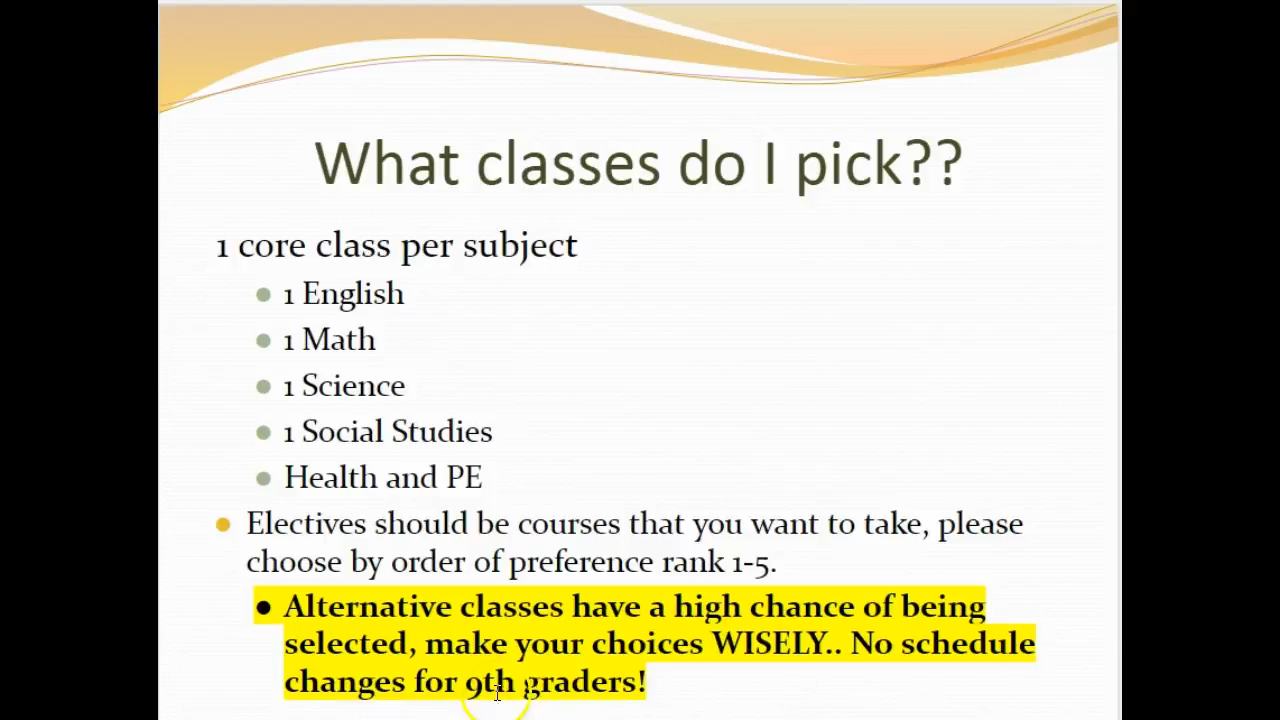 What classes do I pick??
1 core class per subject
1 English
1 Math
1 Science
1 Social Studies
Health and PE
Electives should be courses that you want to take, please
choose by order of preference rank 1-5.
Alternative classes have a high chance of being
selected, make your choices WISELY.. No schedule
changes for 9th graders!